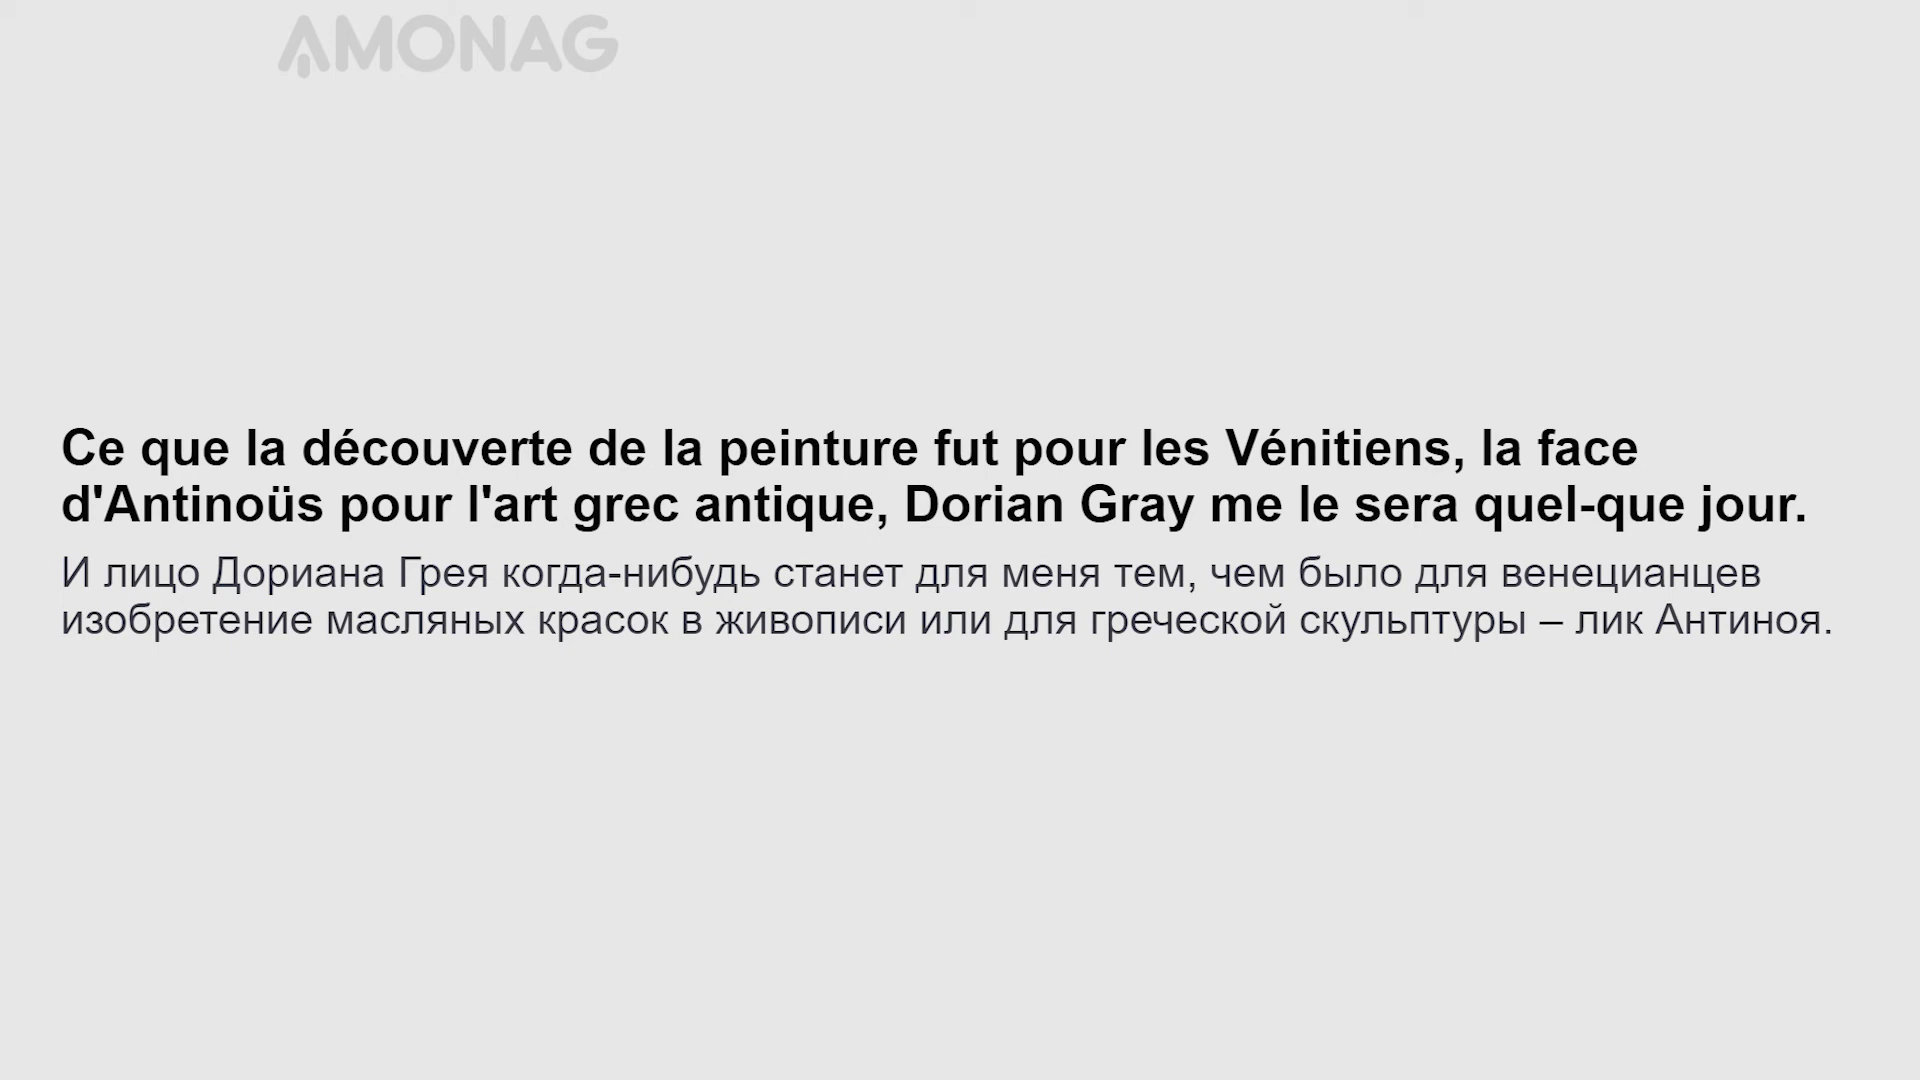 AMONAG
Ce que la découverte de la peinture fut pour les Vénitiens, la face
d'Antinoüs pour l'art grec antique, Dorian Gray me le sera quel-que jour.
И лицо Дориана Грея когда-нибудь станет для меня тем, чем было для венецианцев
изобретение масляных красок в живописи или для греческой скульптуры – лик Антиноя.